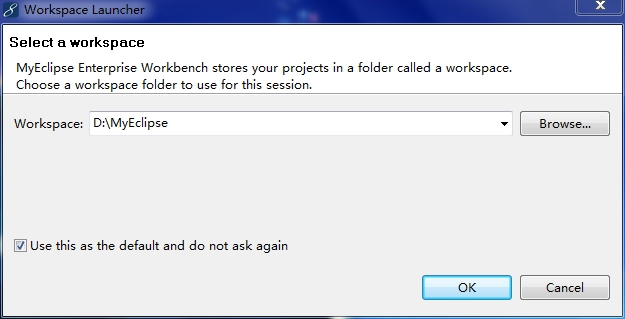 Workspace Launcher
Select a workspace
MyEclipse Enterprise Workbench stores your projects in a folder called a workspace.
Choose a workspace folder to use for this session.
Workspace: D:\MyEclipse Browse...
Use this as the default and do not ask again
OK Cancel